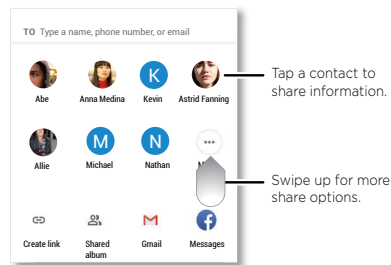 TO Type a name, phone number, or email
K
Abe Anna Medina Kevin Astrid Fanning
Tap a contact to
share information.
M N
Allie Michael Nathan
Swipe up for more
share options.
M f
Create link Shared
album Gmail Messages